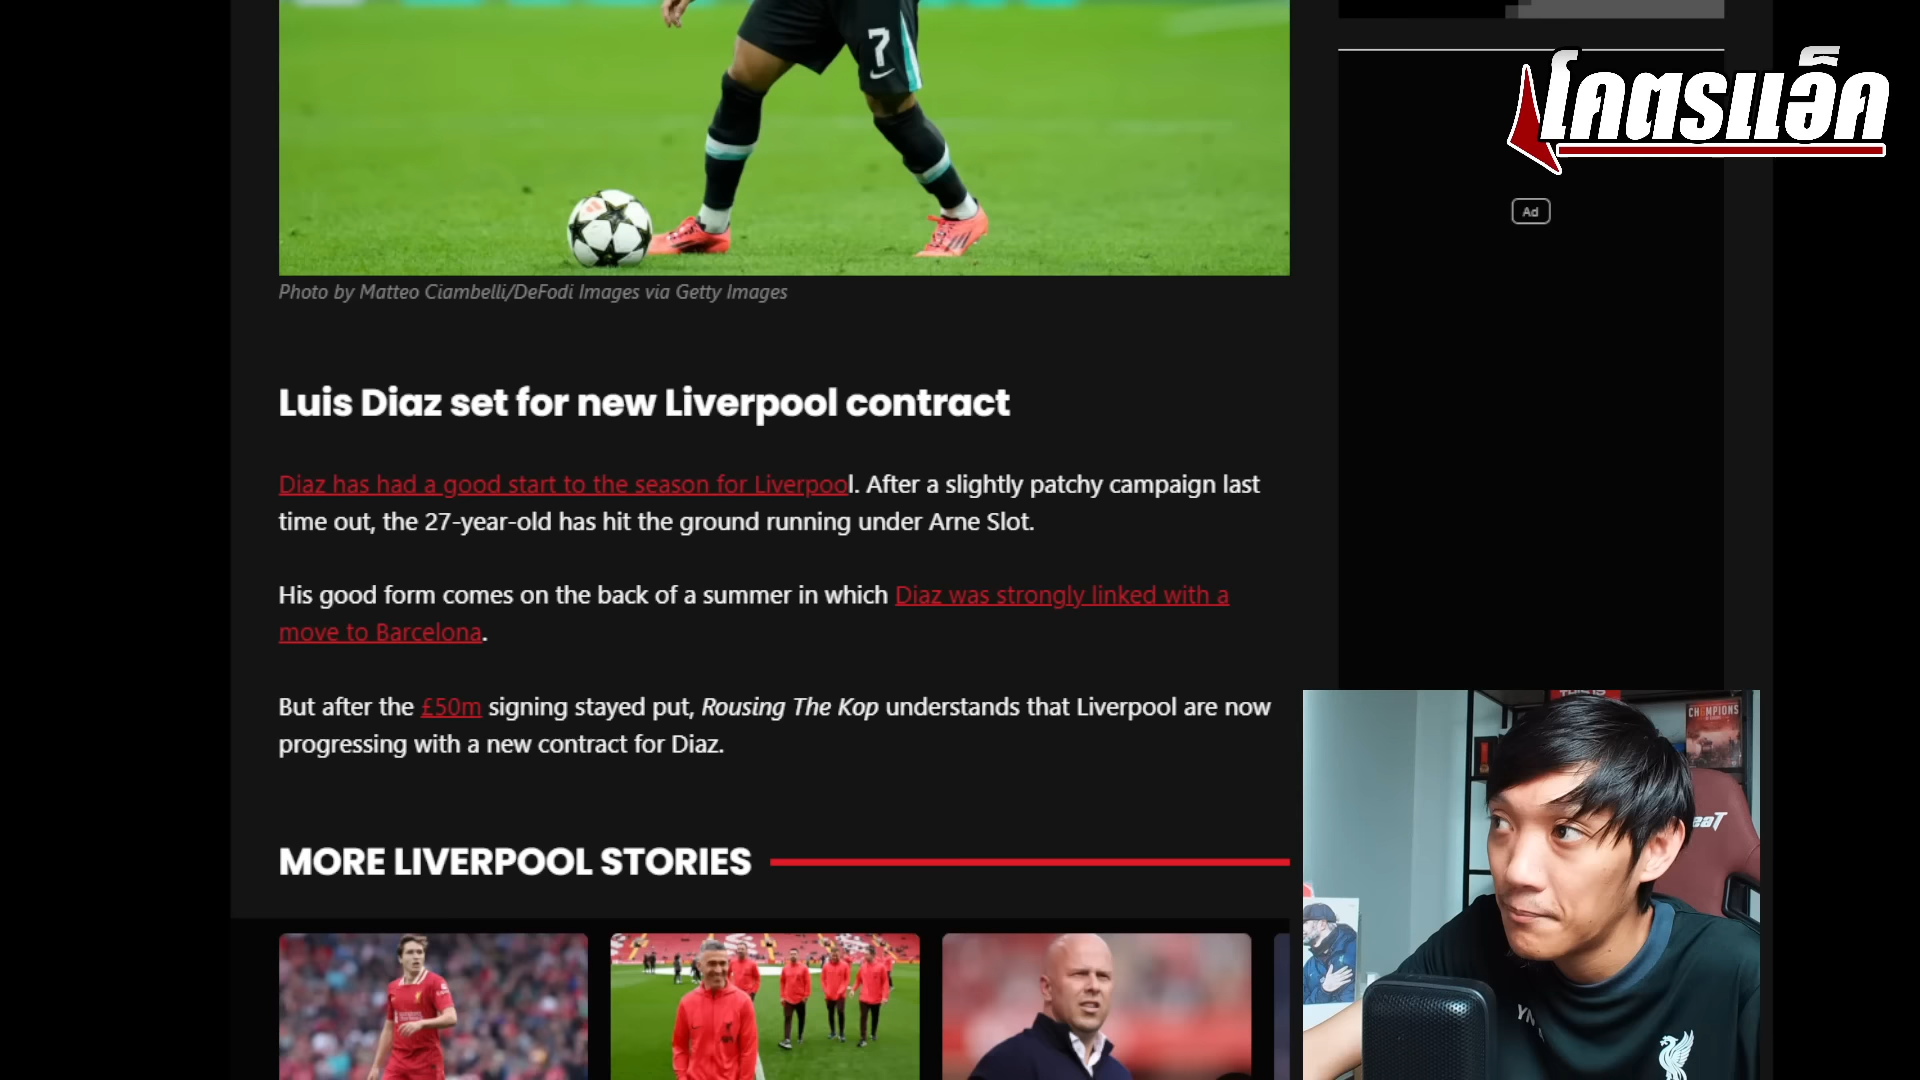 7
โคตรแอ็ค
Ad
Photo by Matteo Ciambelli/DeFodi Images via Getty Images
Luis Diaz set for new Liverpool contract
Diaz has had a good start to the season for Liverpool. After a slightly patchy campaign last
time out, the 27-year-old has hit the ground running under Arne Slot.
His good form comes on the back of a summer in which Diaz was strongly linked with a
move to Barcelona.
But after the £50m signing stayed put, Rousing The Kop understands that Liverpool are now
progressing with a new contract for Diaz.
MORE LIVERPOOL STORIES
CHAMPIONS